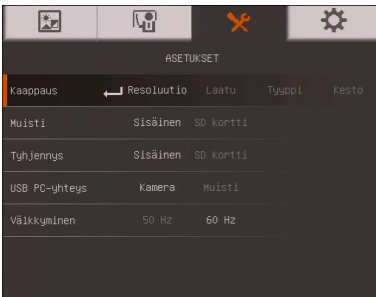 ASETUKSET
Kaappaus Resoluutio Laatu Tyyppi Kesto
Muisti Sisäinen SD kortti
Tyhjennys Sisäinen SD kortti
USB PC-yhteys Kamera Muisti
Välkkyminen 50 Hz 60 Hz